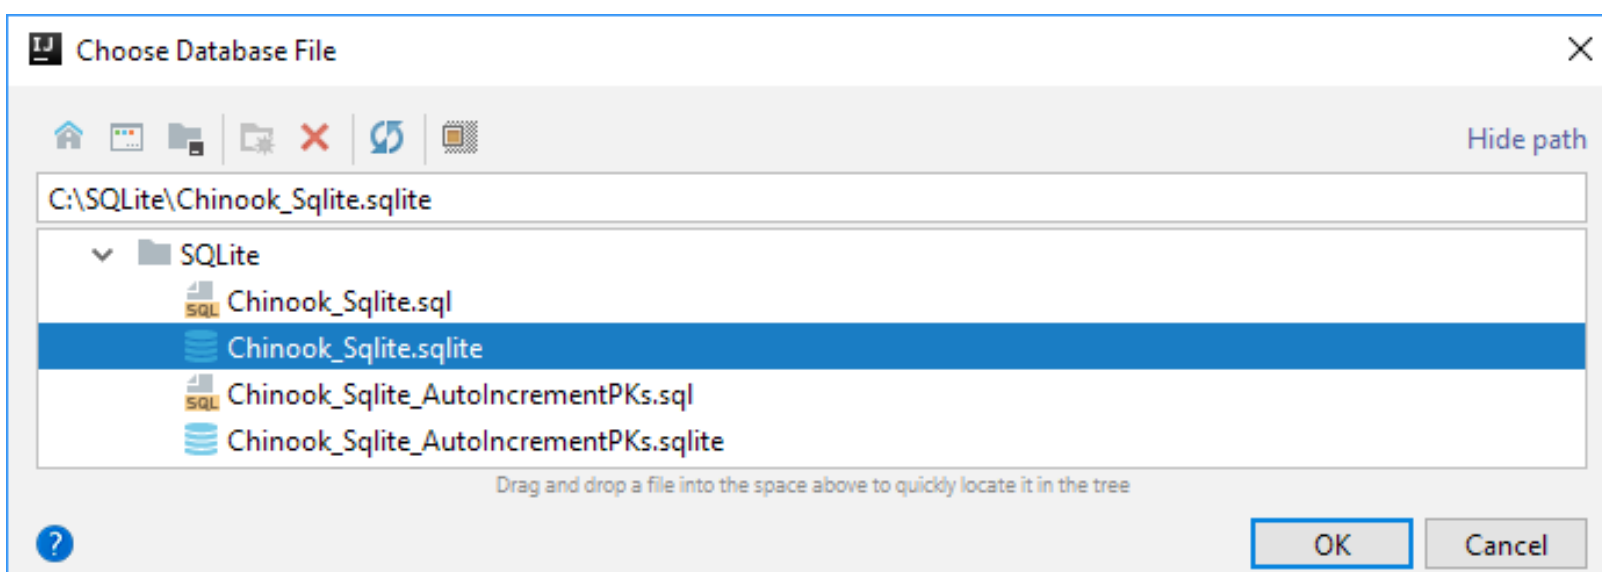 IJ Choose Database File
Hide path
C:\SQLite\Chinook_Sqlite.sqlite
SQLite
SQL Chinook_Sqlite.sql
Chinook_Sqlite.sqlite
SQL Chinook_Sqlite_AutoIncrementPKs.sql
Chinook_Sqlite_AutoIncrementPKs.sqlite
Drag and drop a file into the space above to quickly locate it in the tree
? OK Cancel